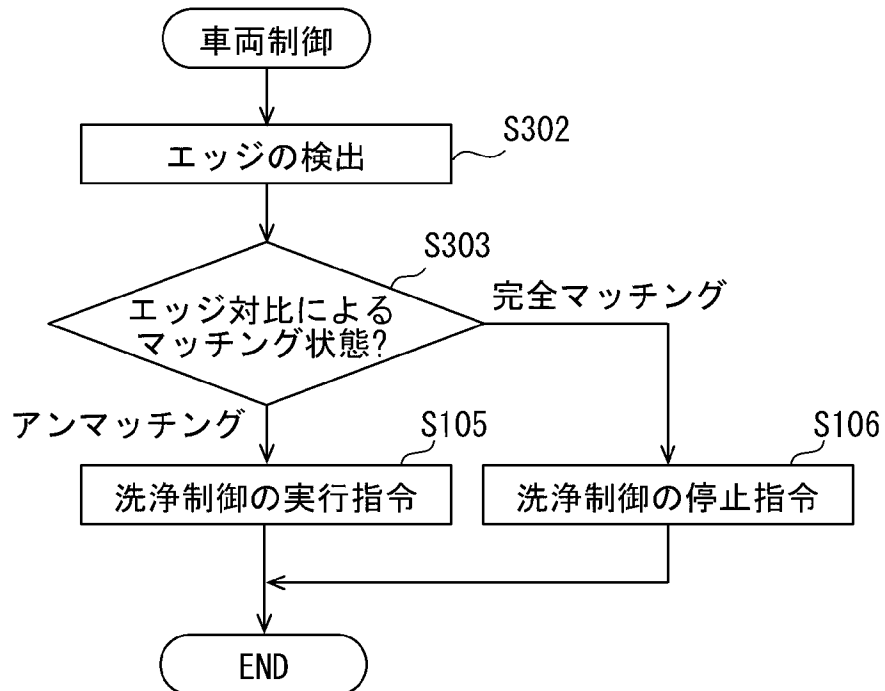 車両制御
エッジの検出
S302
S303
エッジ対比による
マッチング状態?
完全マッチング
アンマッチング
S105
洗浄制御の実行指令
S106
洗浄制御の停止指令
END